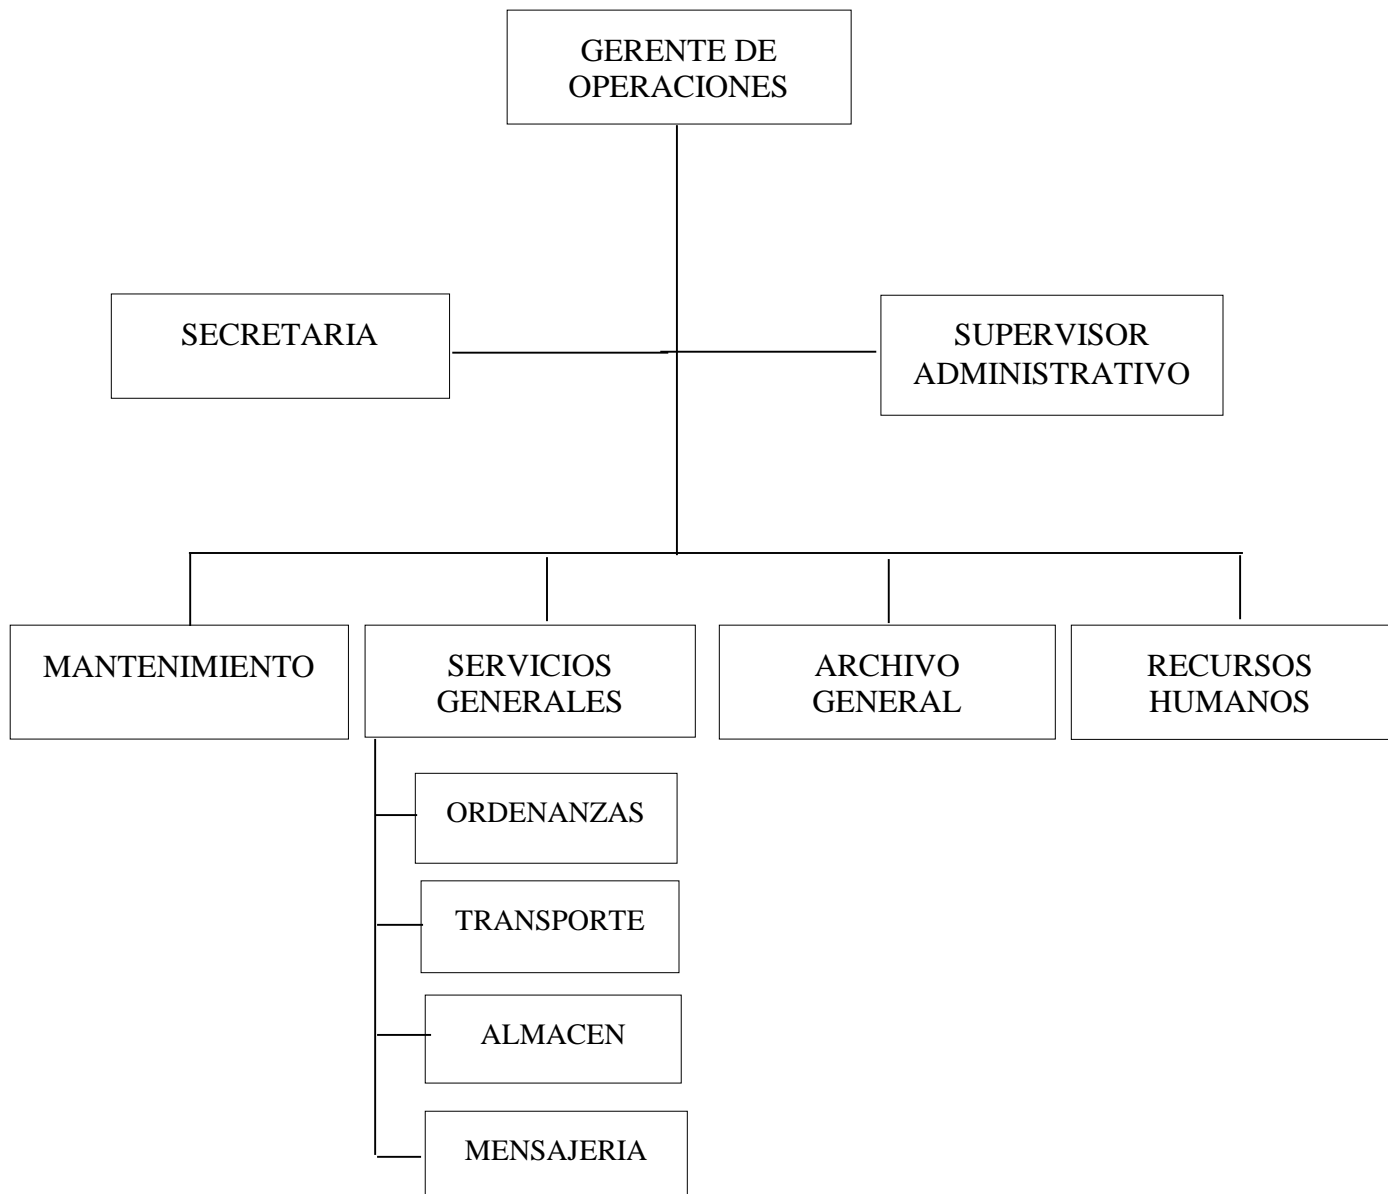 GERENTE DE
OPERACIONES
SECRETARIA
SUPERVISOR
ADMINISTRATIVO
MANTENIMIENTO
SERVICIOS
GENERALES
ARCHIVO
GENERAL
RECURSOS
HUMANOS
ORDENANZAS
TRANSPORTE
ALMACEN
MENSAJERIA